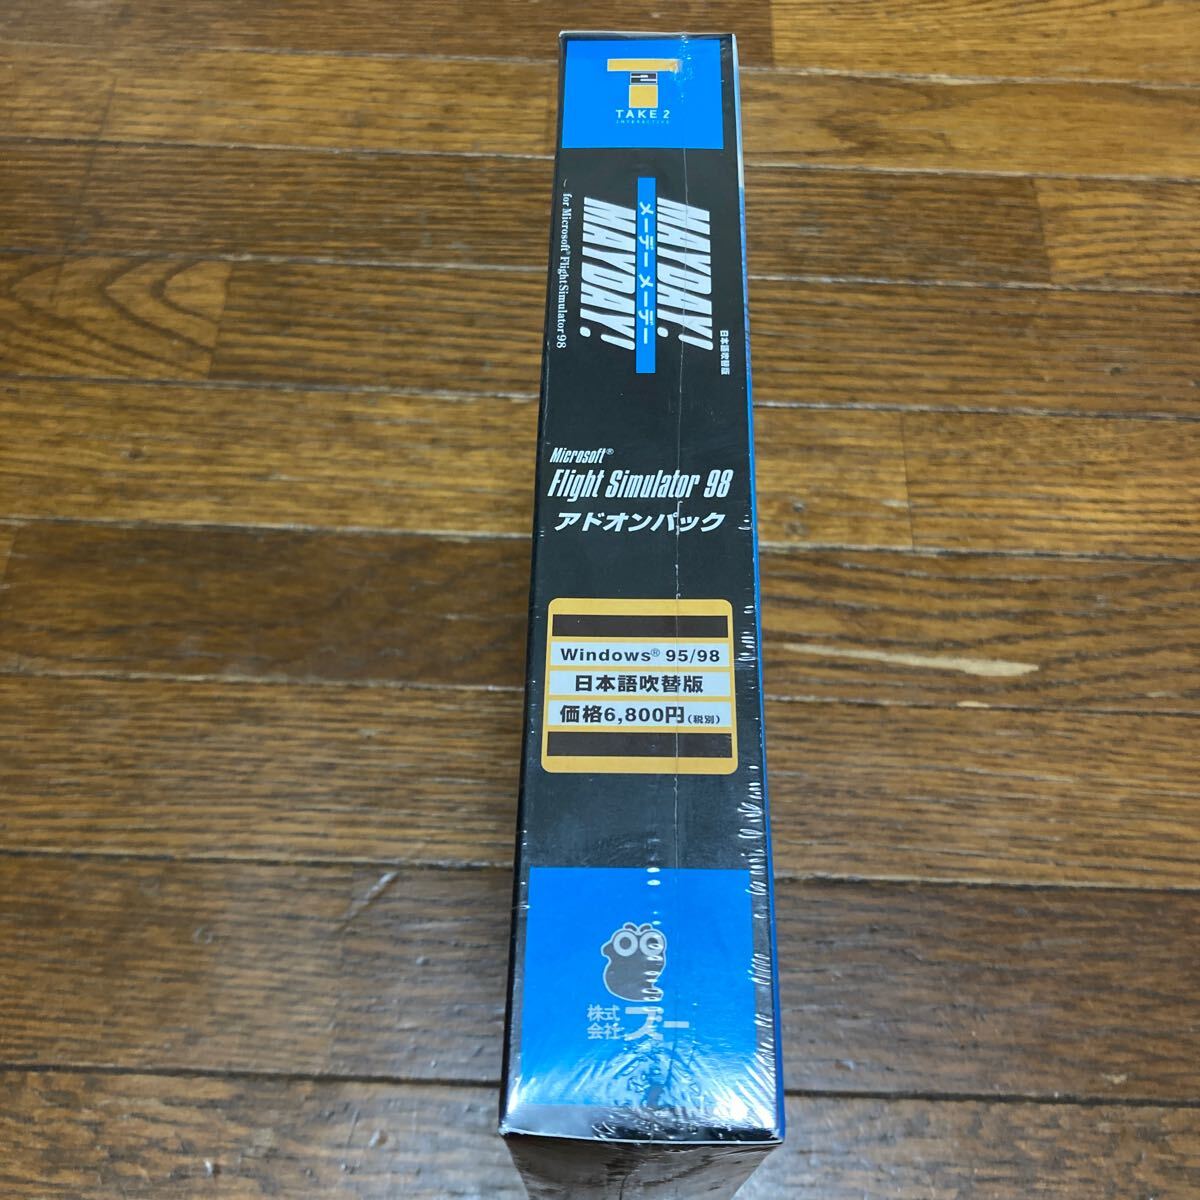 TAKE 2
INTERACTIVE
MAYDAY!
メーデー メーデー
MAYDAY!
日本語吹替版
~ for Microsoft® Flight Simulator 98
Microsoft®
Flight Simulator 98
アドオンパック
Windows® 95/98
日本語吹替版
価格6,800円(税別)
株式
会社
ズー